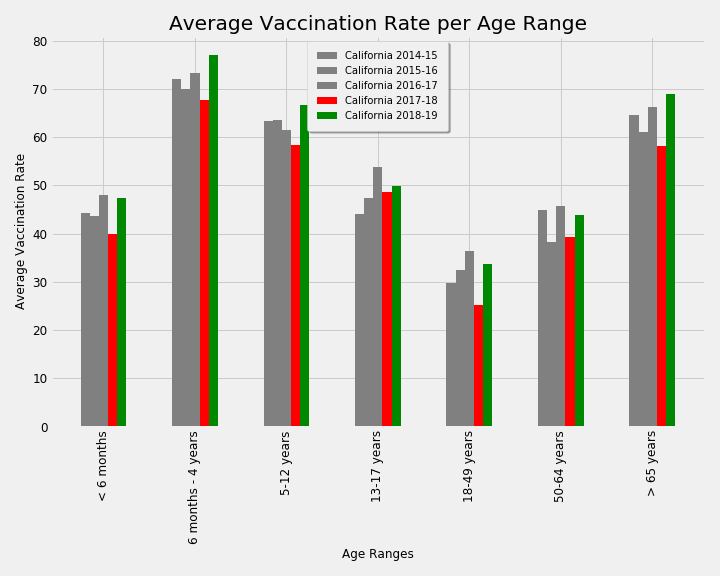 Average Vaccination Rate per Age Range
80
70
60
50
40
30
20
10
0
Average Vaccination Rate
California 2014-15
California 2015-16
California 2016-17
California 2017-18
California 2018-19
< 6 months
6 months - 4 years
5-12 years
13-17 years
18-49 years
50-64 years
> 65 years
Age Ranges